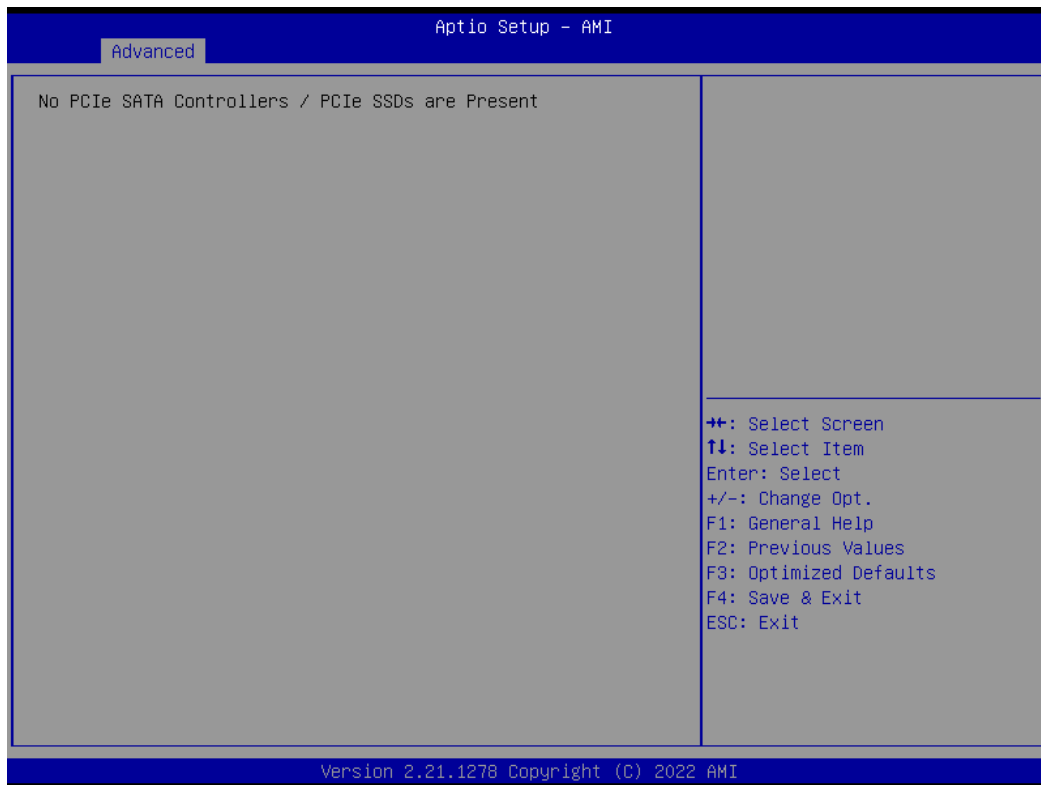 Aptio Setup – AMI
Advanced
No PCIe SATA Controllers / PCIe SSDs are Present
→←: Select Screen
↑↓: Select Item
Enter: Select
+/-: Change Opt.
F1: General Help
F2: Previous Values
F3: Optimized Defaults
F4: Save & Exit
ESC: Exit
Version 2.21.1278 Copyright (C) 2022 AMI